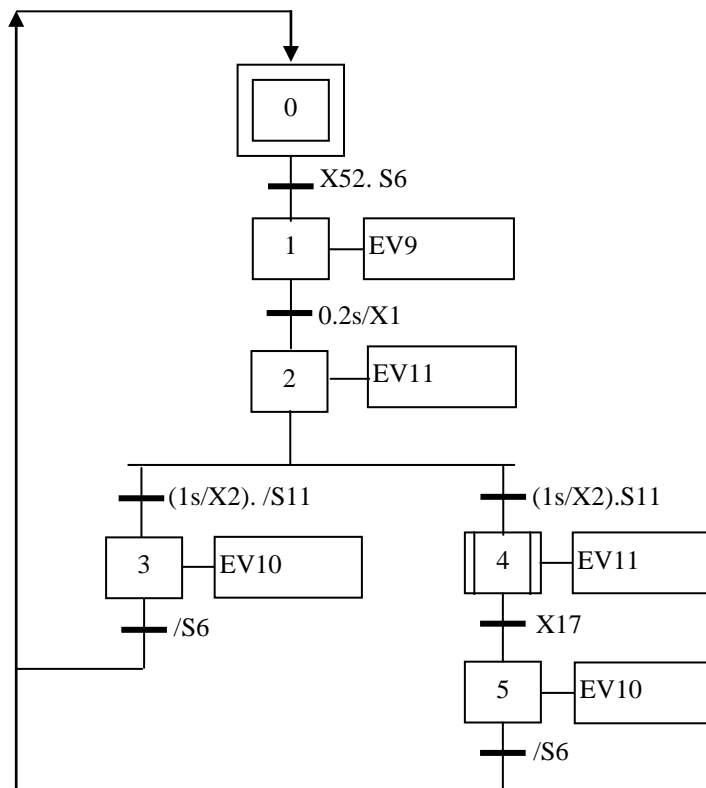 0
X52. S6
1
EV9
0.2s/X1
2
EV11
(1s/X2). /S11
(1s/X2).S11
3
EV10
4
EV11
/S6
X17
5
EV10
/S6